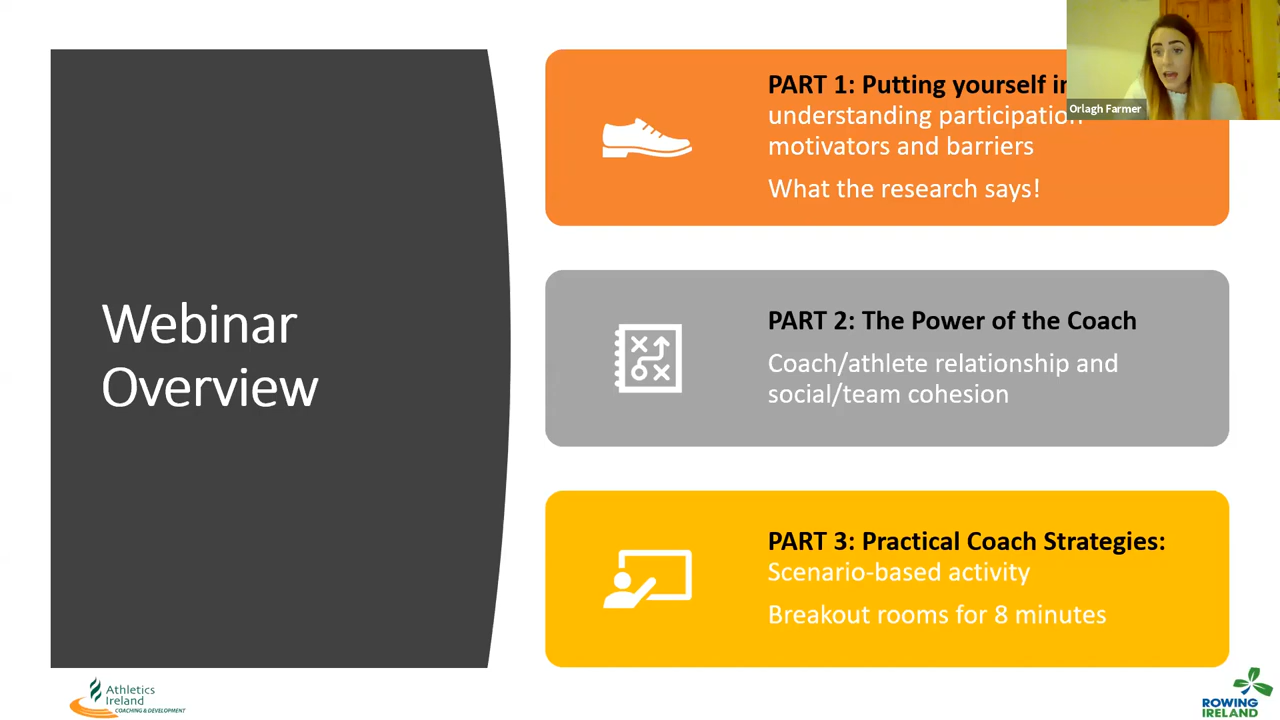 Webinar
Overview
PART 1: Putting yourself in
understanding participation
motivators and barriers
What the research says!
Orlagh Farmer
PART 2: The Power of the Coach
Coach/athlete relationship and
social/team cohesion
PART 3: Practical Coach Strategies:
Scenario-based activity
Breakout rooms for 8 minutes
Athletics
Ireland
COACHING & DEVELOPMENT
ROWING
IRELAND